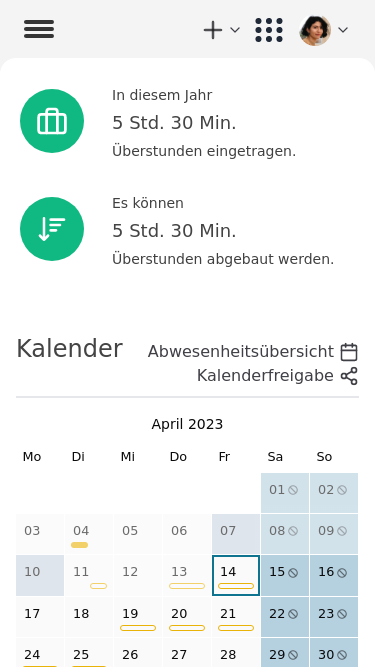 In diesem Jahr
5 Std. 30 Min.
Überstunden eingetragen.
Es können
5 Std. 30 Min.
Überstunden abgebaut werden.
Kalender
Abwesenheitsübersicht
Kalenderfreigabe
April 2023
Mo Di Mi Do Fr Sa So
01 02
03 04 05 06 07 08 09
10 11 12 13 14 15 16
17 18 19 20 21 22 23
24 25 26 27 28 29 30